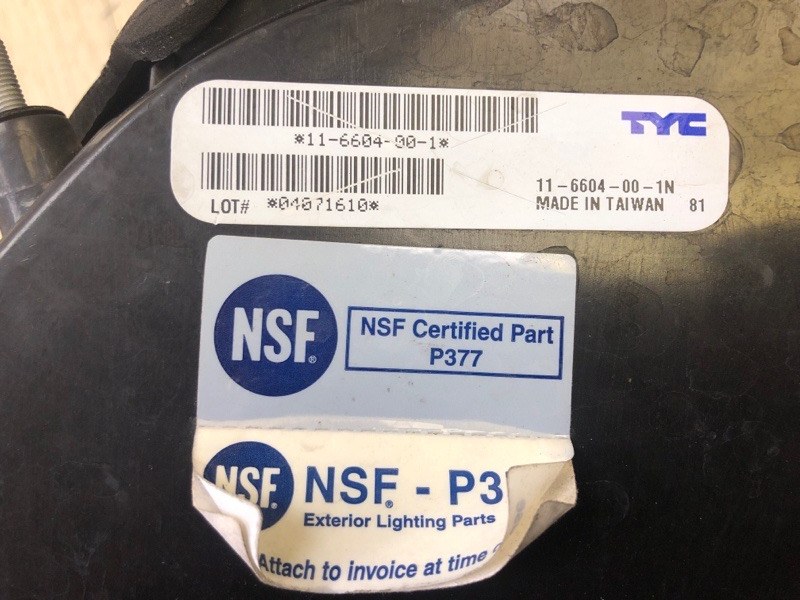 TYC
*11-6604-00-1*
11-6604-00-1N
LOT# *04071610*
MADE IN TAIWAN 81
NSF®
NSF Certified Part
P377
NSF
NSF® - P3
Exterior Lighting Parts
Attach to invoice at time